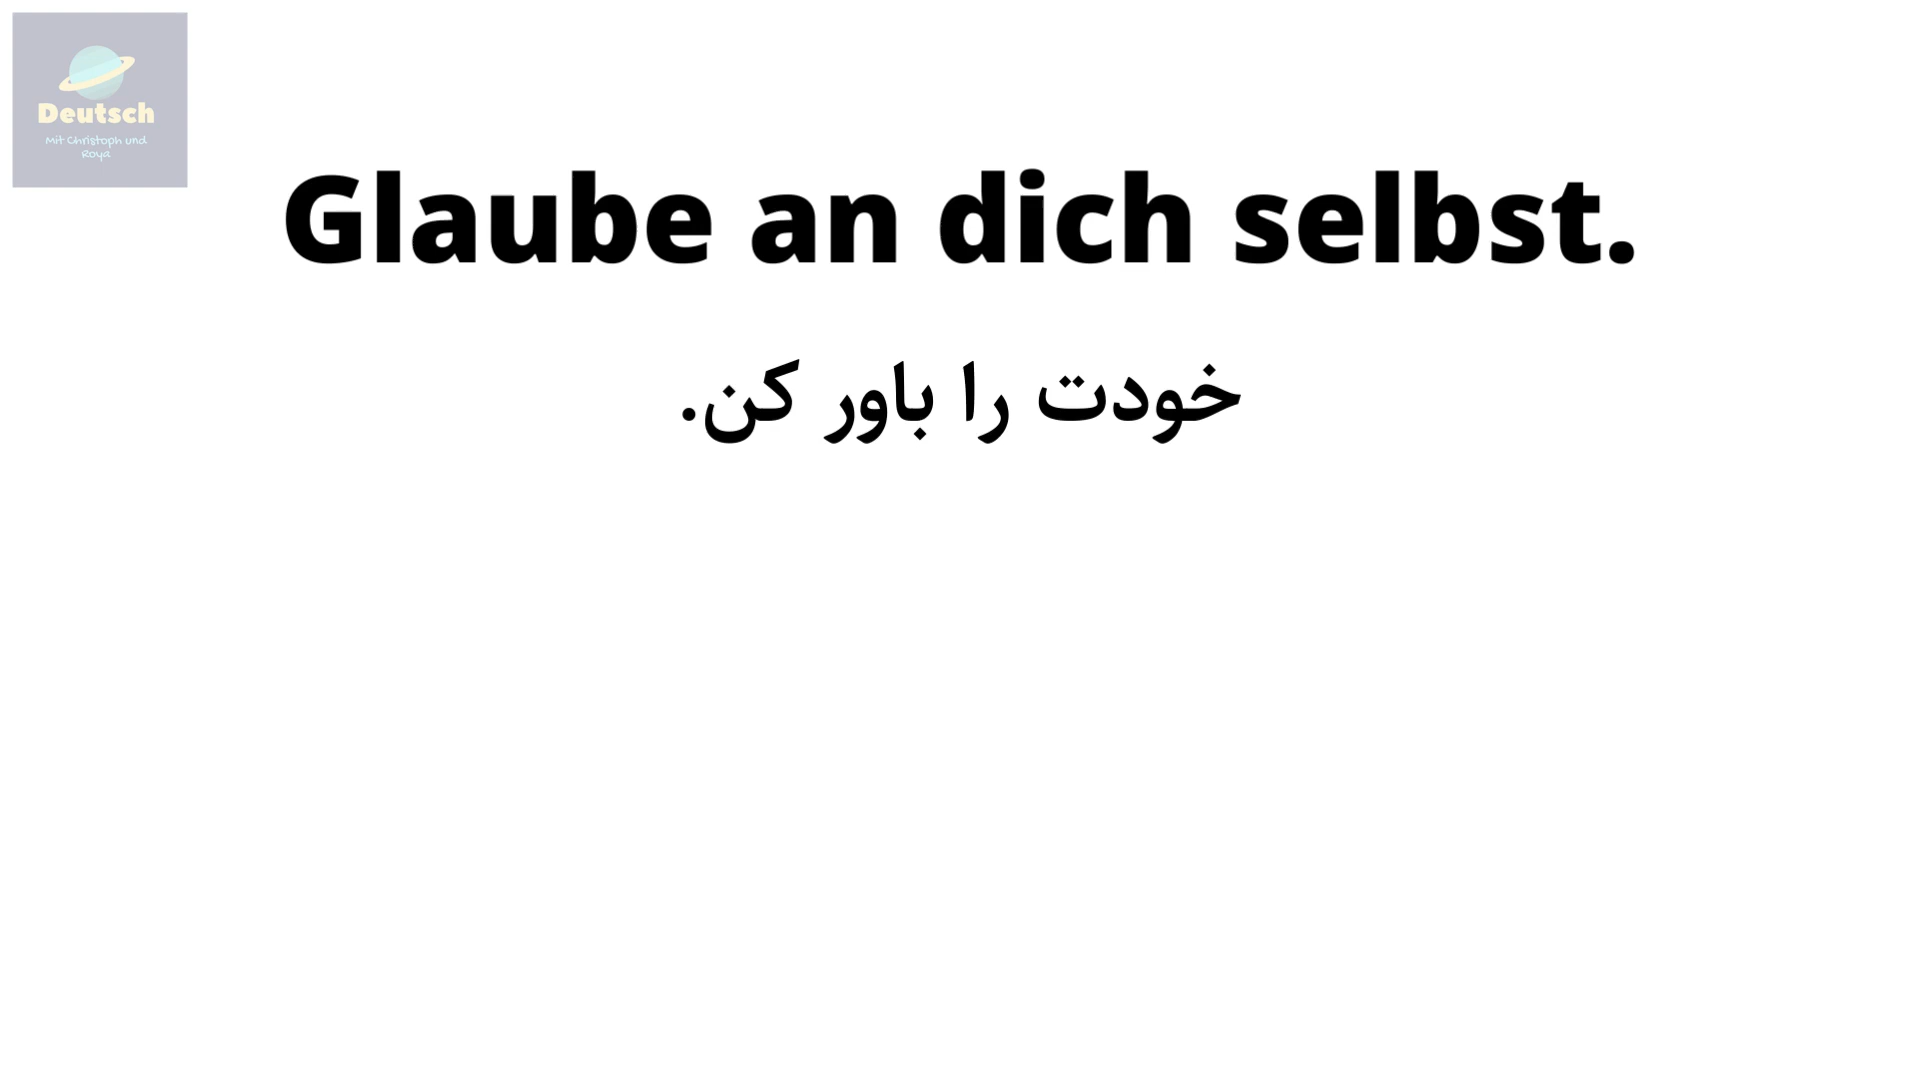 Deutsch
Mit Christoph und
Roya
Glaube an dich selbst.
خودت را باور کن.